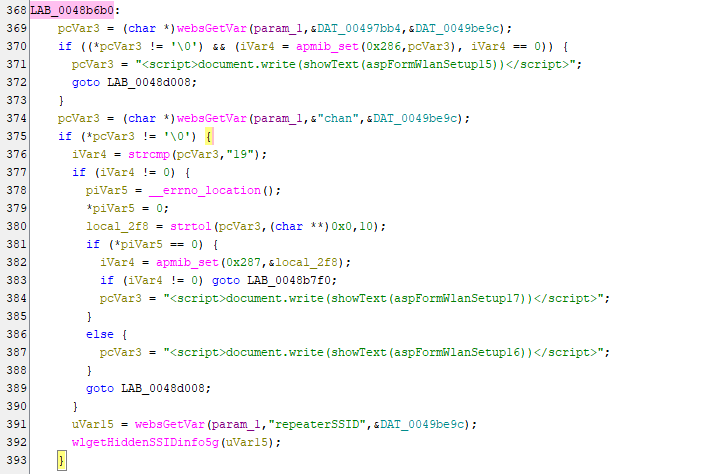 368 LAB_0048b6b0:
369 pcVar3 = (char *)websGetVar(param_1,&DAT_00497bb4,&DAT_0049be9c);
370 if ((*pcVar3 != '\0') && (iVar4 = apmib_set(0x286,pcVar3), iVar4 == 0)) {
371 pcVar3 = "<script>document.write(showText(aspFormWlanSetup15))</script>";
372 goto LAB_0048d008;
373 }
374 pcVar3 = (char *)websGetVar(param_1,&"chan",&DAT_0049be9c);
375 if (*pcVar3 != '\0') {
376 iVar4 = strcmp(pcVar3,"19");
377 if (iVar4 != 0) {
378 piVar5 = __errno_location();
379 *piVar5 = 0;
380 local_2f8 = strtol(pcVar3,(char **)0x0,10);
381 if (*piVar5 == 0) {
382 iVar4 = apmib_set(0x287,&local_2f8);
383 if (iVar4 != 0) goto LAB_0048b7f0;
384 pcVar3 = "<script>document.write(showText(aspFormWlanSetup17))</script>";
385 }
386 else {
387 pcVar3 = "<script>document.write(showText(aspFormWlanSetup16))</script>";
388 }
389 goto LAB_0048d008;
390 }
391 uVar15 = websGetVar(param_1,"repeaterSSID",&DAT_0049be9c);
392 wlgetHiddenSSIDinfo5g(uVar15);
393 }